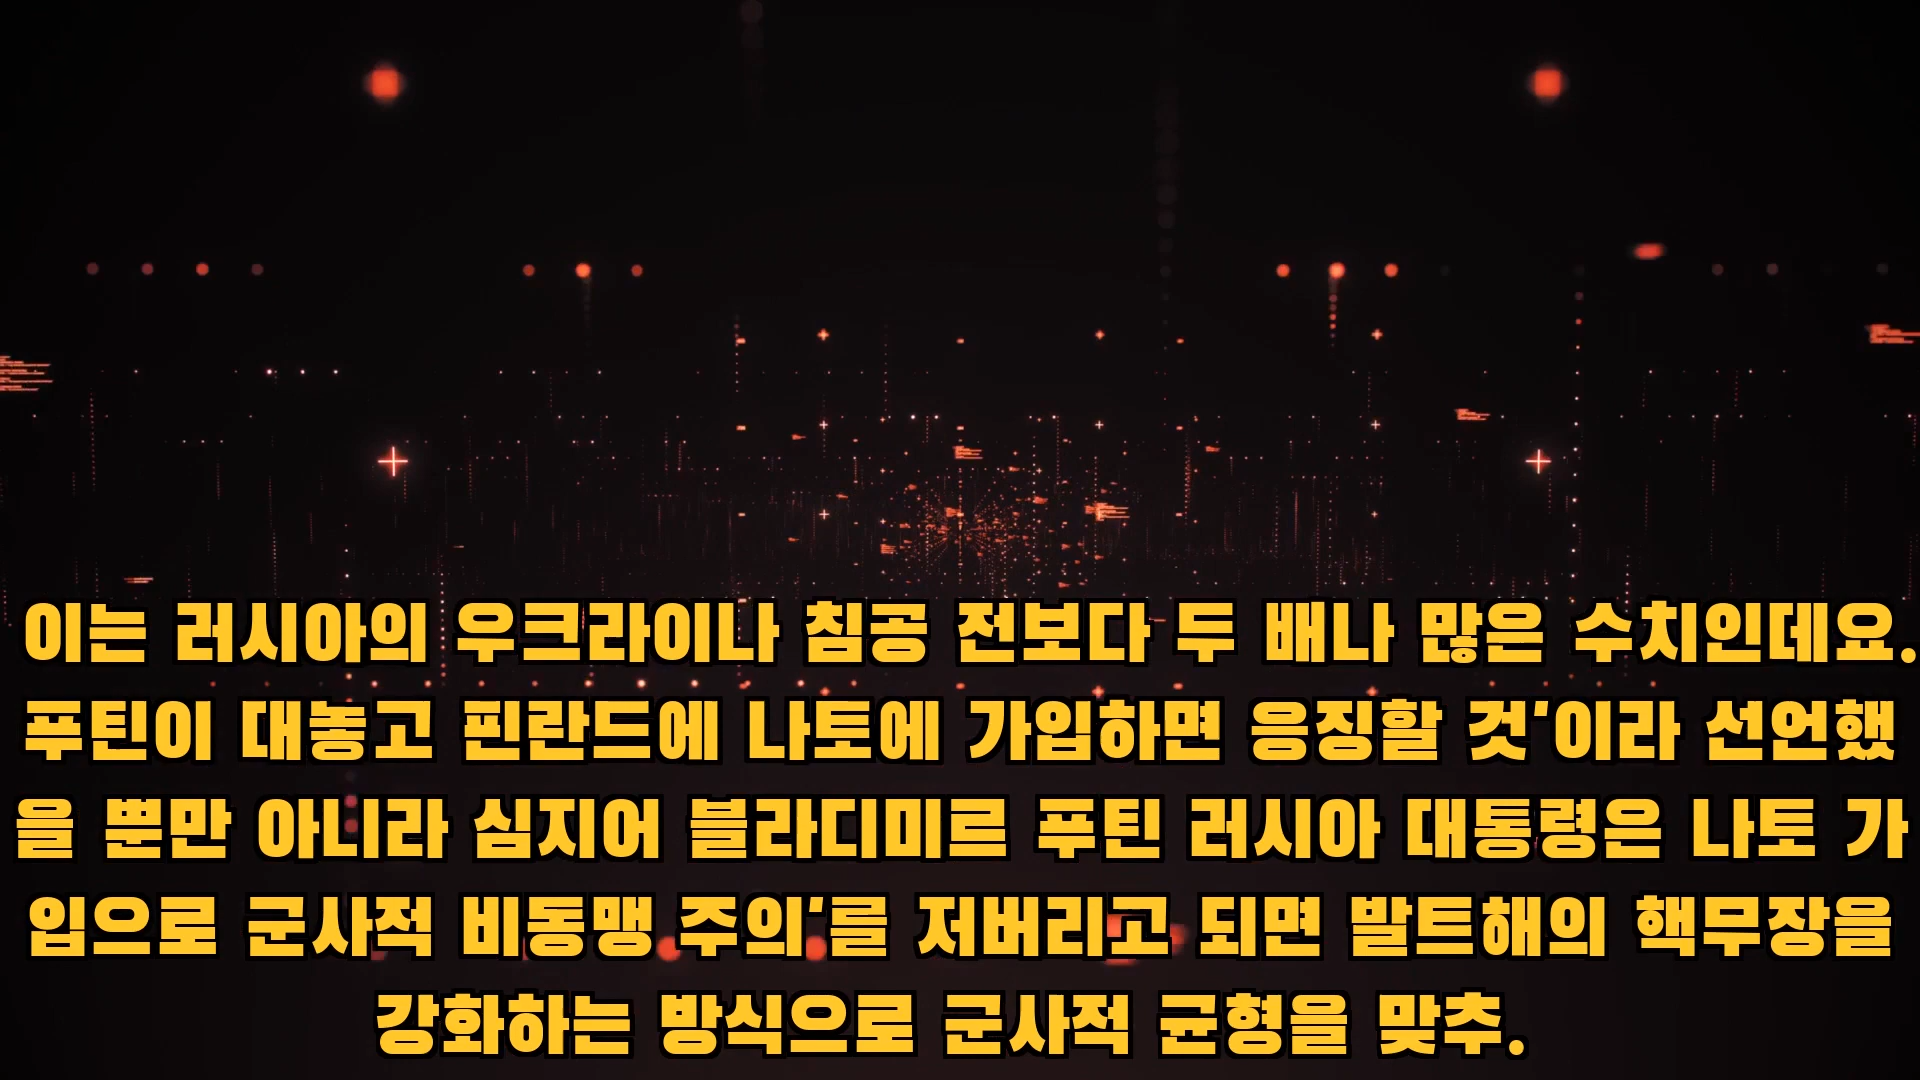 이는 러시아의 우크라이나 침공 전보다 두 배나 많은 수치인데요.
푸틴이 대놓고 핀란드에 나토에 가입하면 응징할 것'이라 선언했
을 뿐만 아니라 심지어 블라디미르 푸틴 러시아 대통령은 나토 가
입으로 군사적 비동맹 주의'를 저버리고 되면 발트해의 핵무장을
강화하는 방식으로 군사적 균형을 맞추.